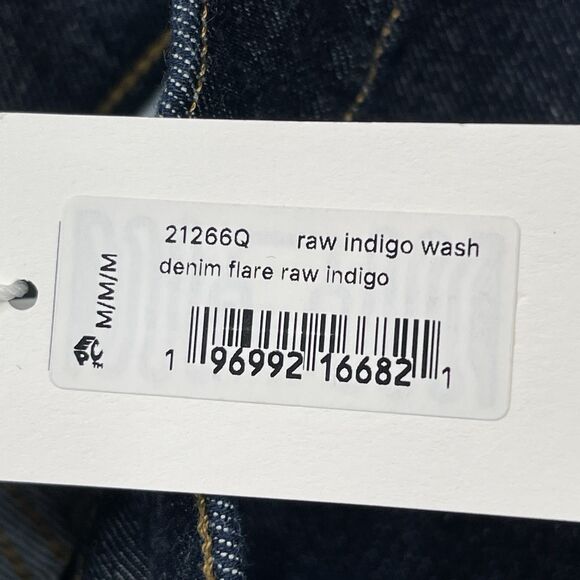 21266Q raw indigo wash
denim flare raw indigo
M/M/M
1 96992 16682 1